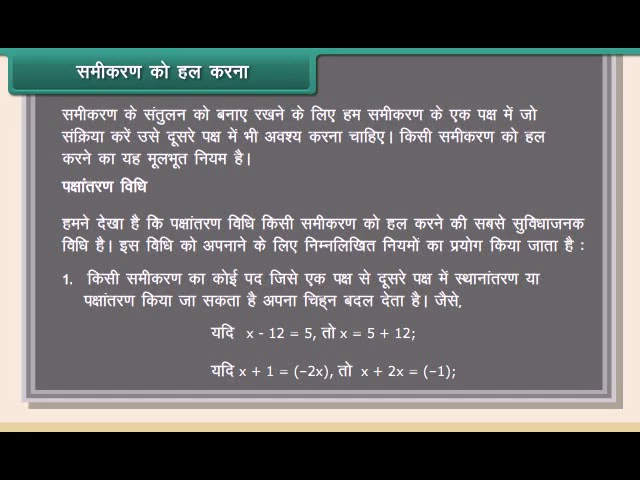 समीकरण को हल करना
समीकरण के संतुलन को बनाए रखने के लिए हम समीकरण के एक पक्ष में जो
संक्रिया करें उसे दूसरे पक्ष में भी अवश्य करना चाहिए। किसी समीकरण को हल
करने का यह मूलभूत नियम है।
पक्षांतरण विधि
हमने देखा है कि पक्षांतरण विधि किसी समीकरण को हल करने की सबसे सुविधाजनक
विधि है। इस विधि को अपनाने के लिए निम्नलिखित नियमों का प्रयोग किया जाता है :
1. किसी समीकरण का कोई पद जिसे एक पक्ष से दूसरे पक्ष में स्थानांतरण या
पक्षांतरण किया जा सकता है अपना चिह्न बदल देता है। जैसे,
यदि x - 12 = 5, तो x = 5 + 12;
यदि x + 1 = (–2x), तो x + 2x = (–1);